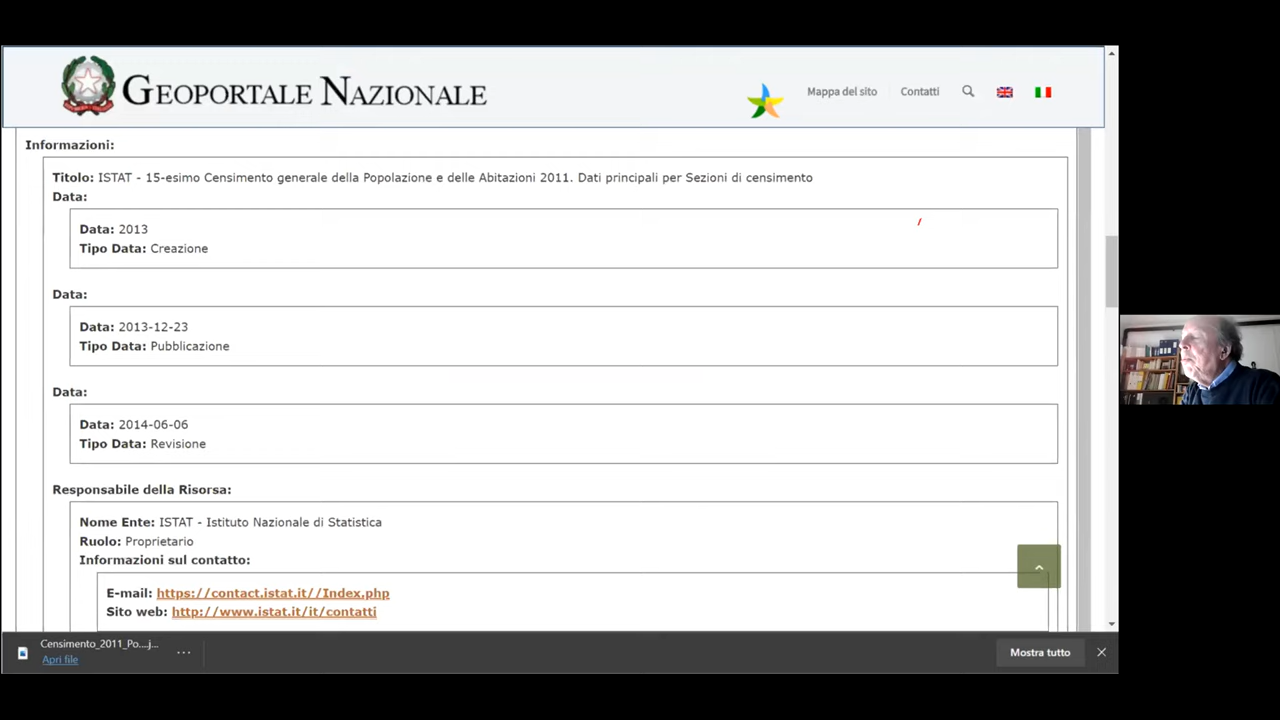 GEOPORTALE NAZIONALE
Mappa del sito Contatti
Informazioni:
Titolo: ISTAT - 15-esimo Censimento generale della Popolazione e delle Abitazioni 2011. Dati principali per Sezioni di censimento
Data:
Data: 2013
Tipo Data: Creazione
Data:
Data: 2013-12-23
Tipo Data: Pubblicazione
Data:
Data: 2014-06-06
Tipo Data: Revisione
Responsabile della Risorsa:
Nome Ente: ISTAT - Istituto Nazionale di Statistica
Ruolo: Proprietario
Informazioni sul contatto:
E-mail: https://contact.istat.it//Index.php
Sito web: http://www.istat.it/it/contatti
Censimento_2011_Po....j...
Apri file
Mostra tutto